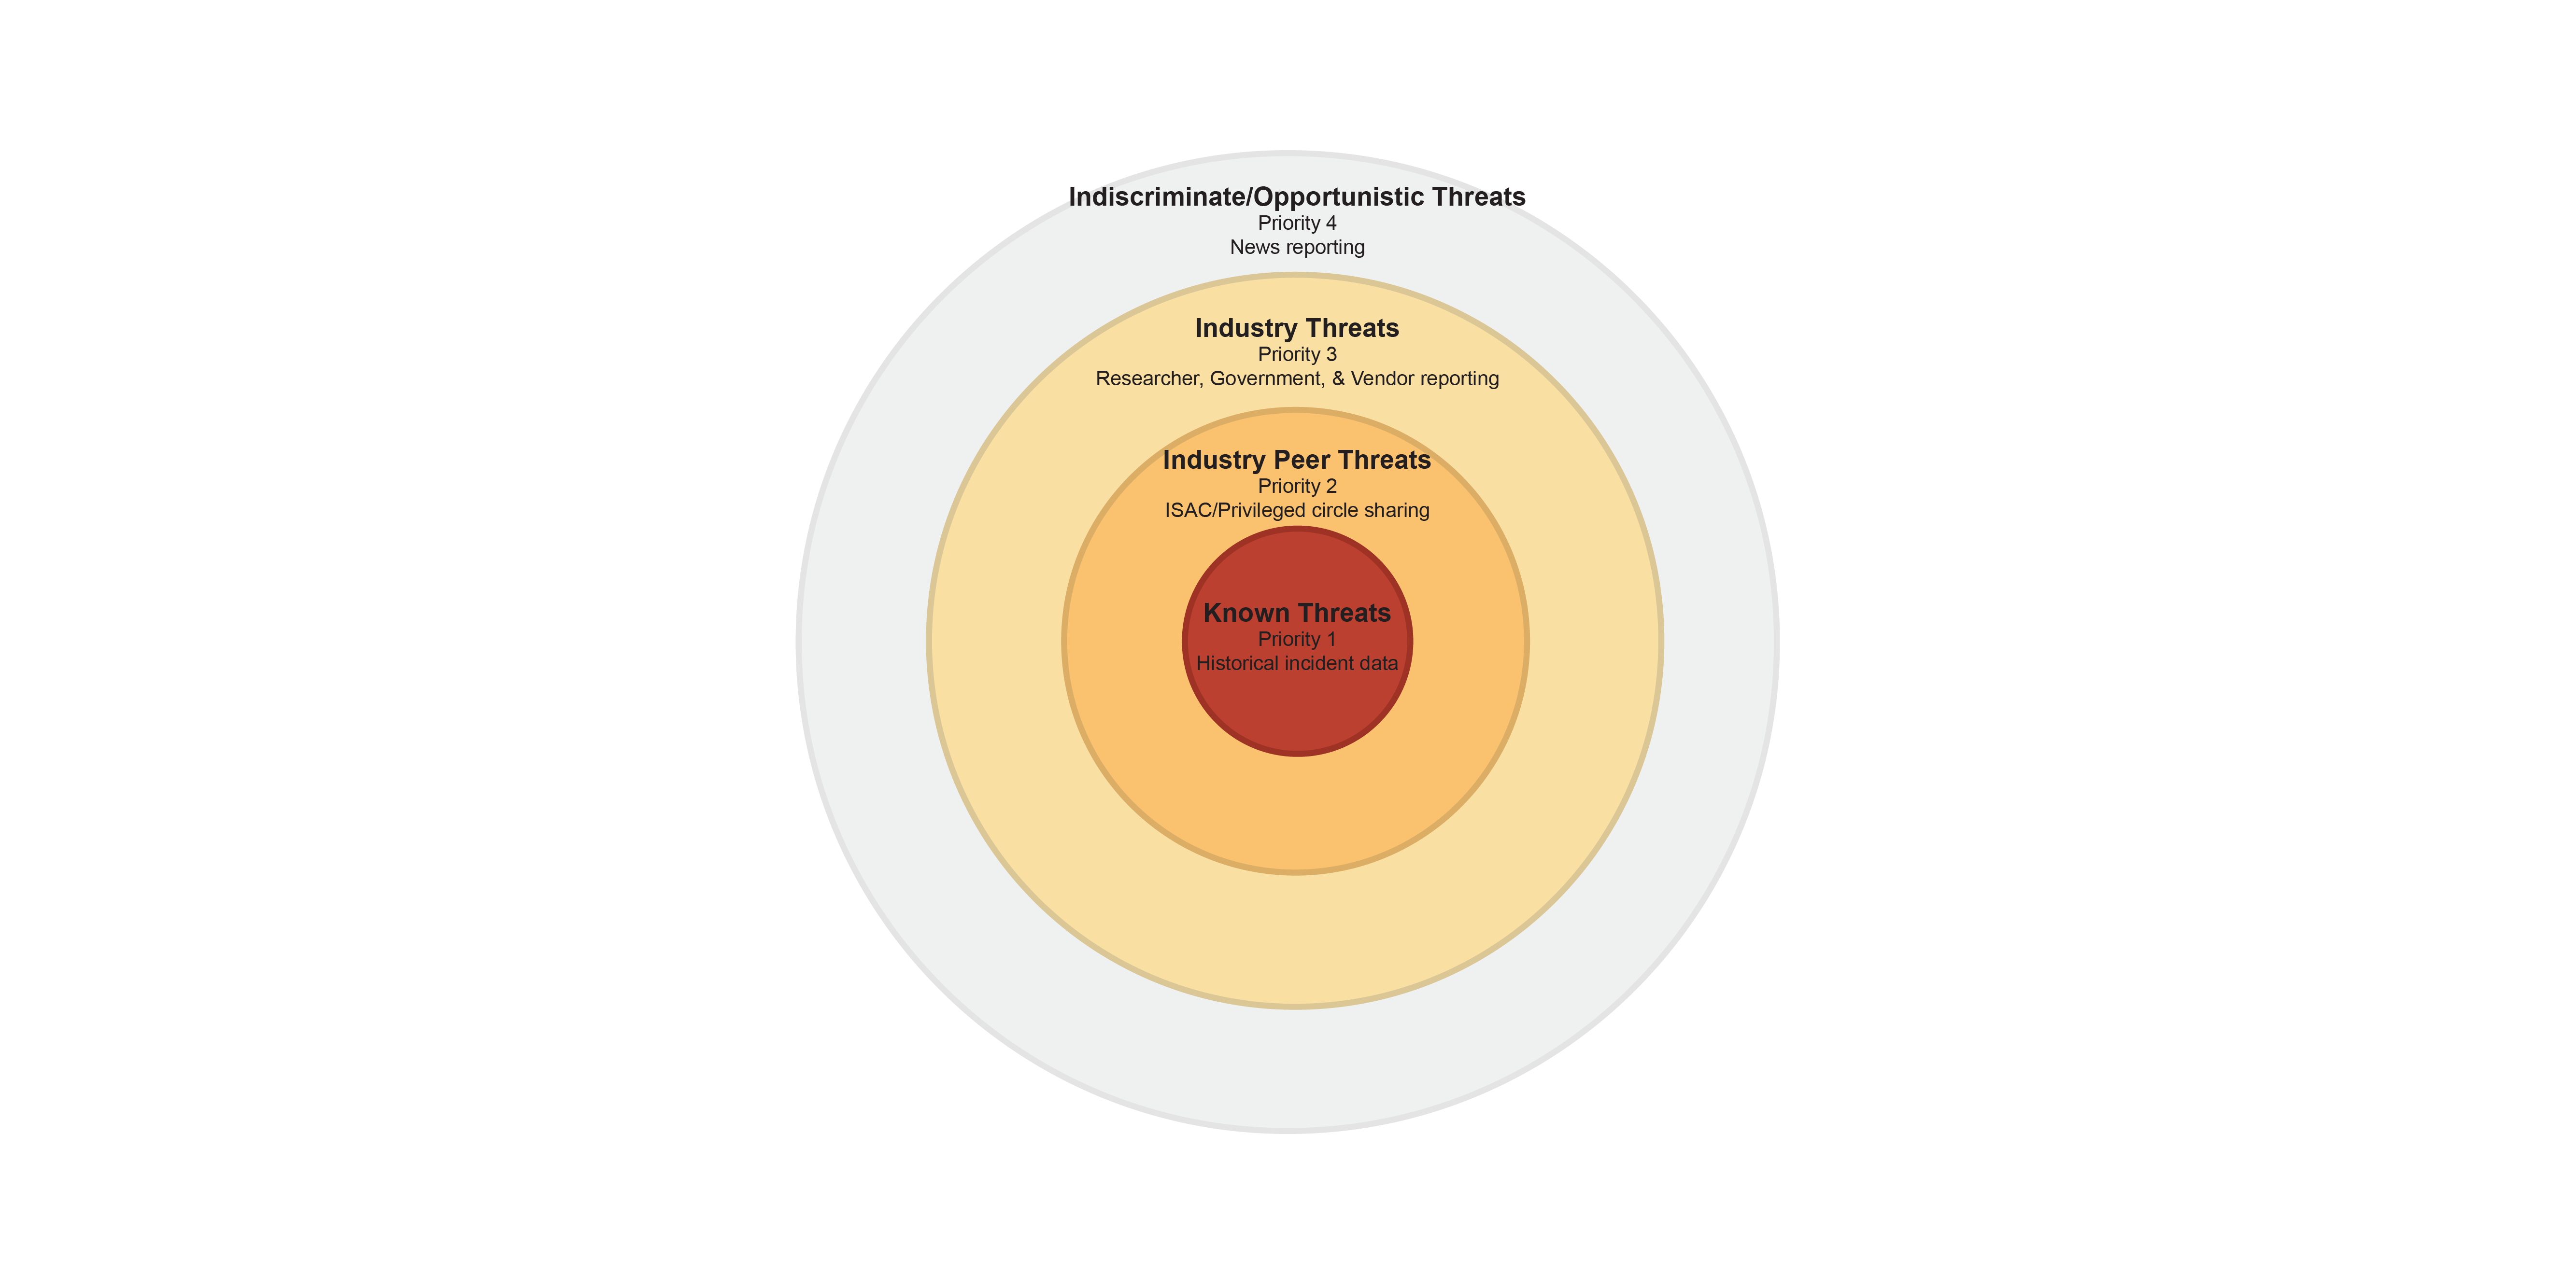 Indiscriminate/Opportunistic Threats
Priority 4
News reporting
Industry Threats
Priority 3
Researcher, Government, & Vendor reporting
Industry Peer Threats
Priority 2
ISAC/Privileged circle sharing
Known Threats
Priority 1
Historical incident data